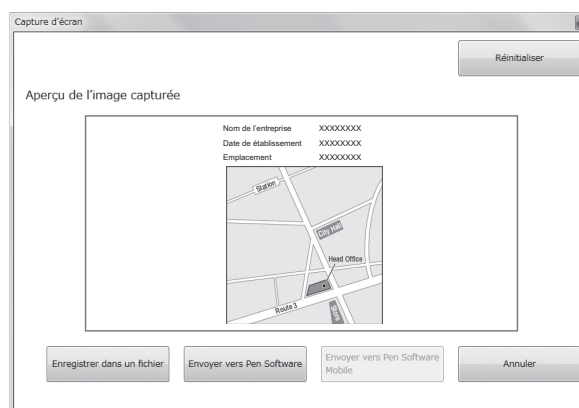 Capture d'écran
Réinitialiser
Aperçu de l'image capturée
Nom de l'entreprise XXXXXXXX
Date de établissement XXXXXXXX
Emplacement XXXXXXXX
Station
City Hall
Head Office
Route 3
Store
Enregistrer dans un fichier
Envoyer vers Pen Software
Envoyer vers Pen Software
Mobile
Annuler